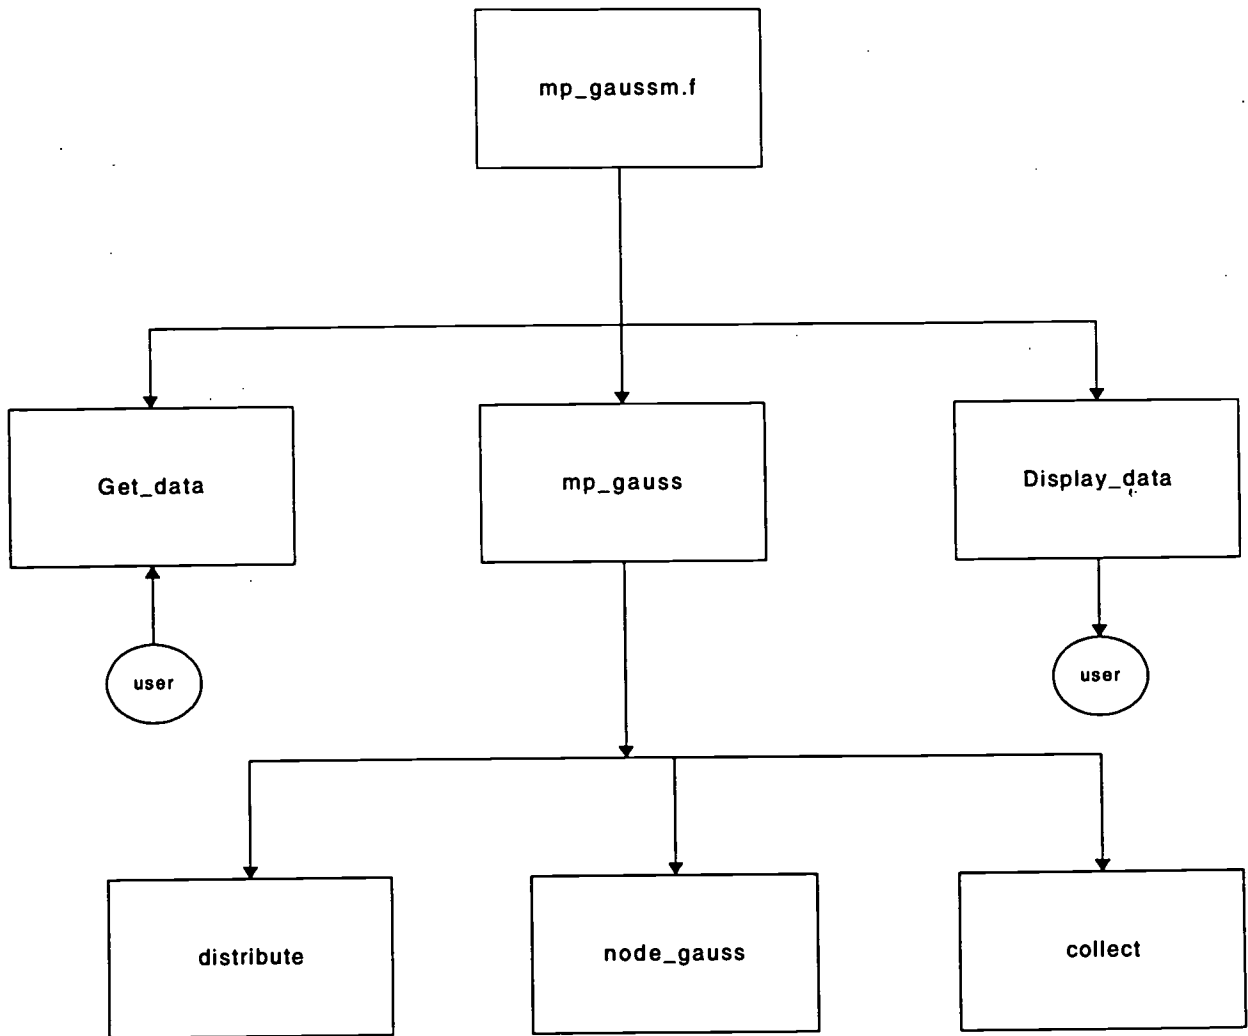 mp_gaussm.f
Get_data
mp_gauss
Display_data
user
user
distribute
node_gauss
collect